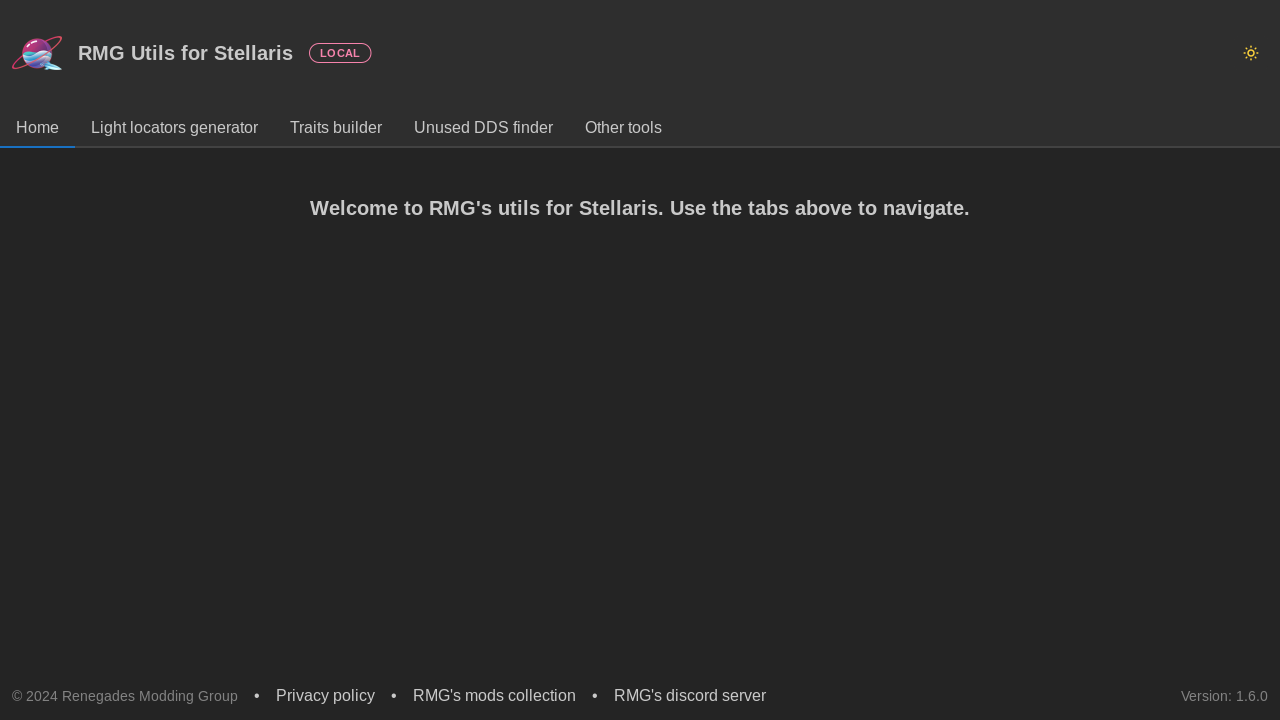 RMG Utils for Stellaris LOCAL
Home Light locators generator Traits builder Unused DDS finder Other tools
Welcome to RMG's utils for Stellaris. Use the tabs above to navigate.
© 2024 Renegades Modding Group • Privacy policy • RMG's mods collection • RMG's discord server Version: 1.6.0